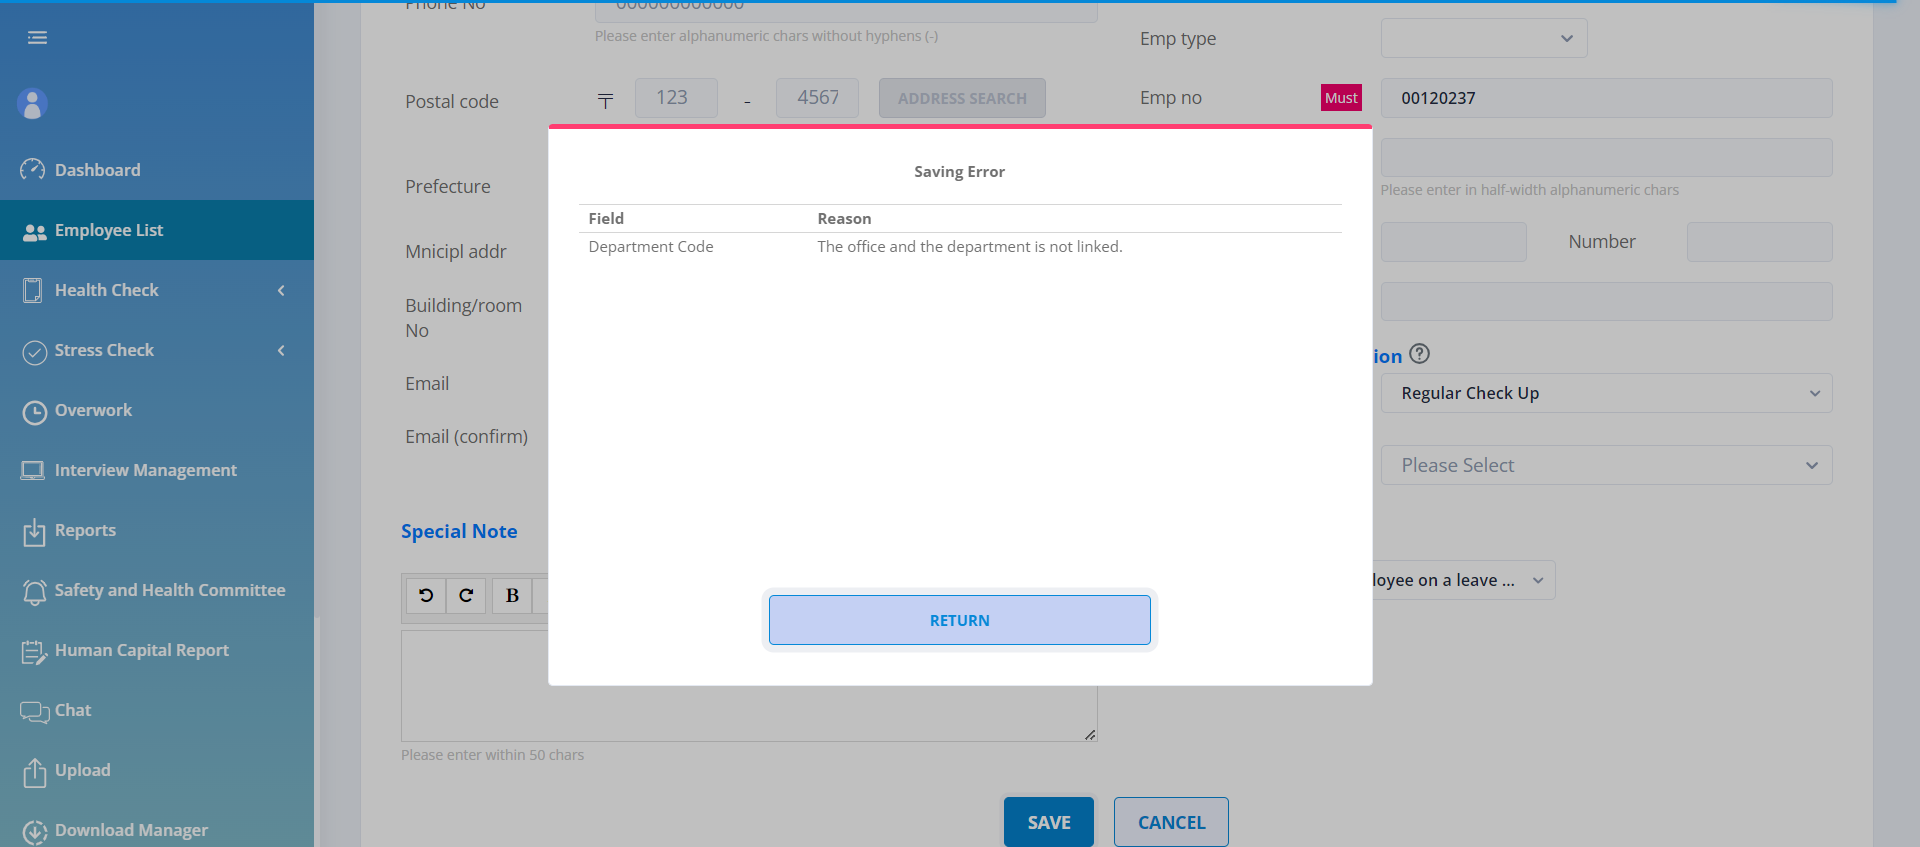 Dashboard
Employee List
Health Check
Stress Check
Overwork
Interview Management
Reports
Safety and Health Committee
Human Capital Report
Chat
Upload
Download Manager
Phone No
000000000000
Please enter alphanumeric chars without hyphens (-)
Postal code 〒 123 - 4567 ADDRESS SEARCH
Prefecture
Mnicipl addr
Building/room
No
Email
Email (confirm)
Special Note
B
Please enter within 50 chars
Emp type
Emp no Must 00120237
Please enter in half-width alphanumeric chars
Number
ion
Regular Check Up
Please Select
loyee on a leave ...
Saving Error
Field Reason
Department Code The office and the department is not linked.
RETURN
SAVE CANCEL